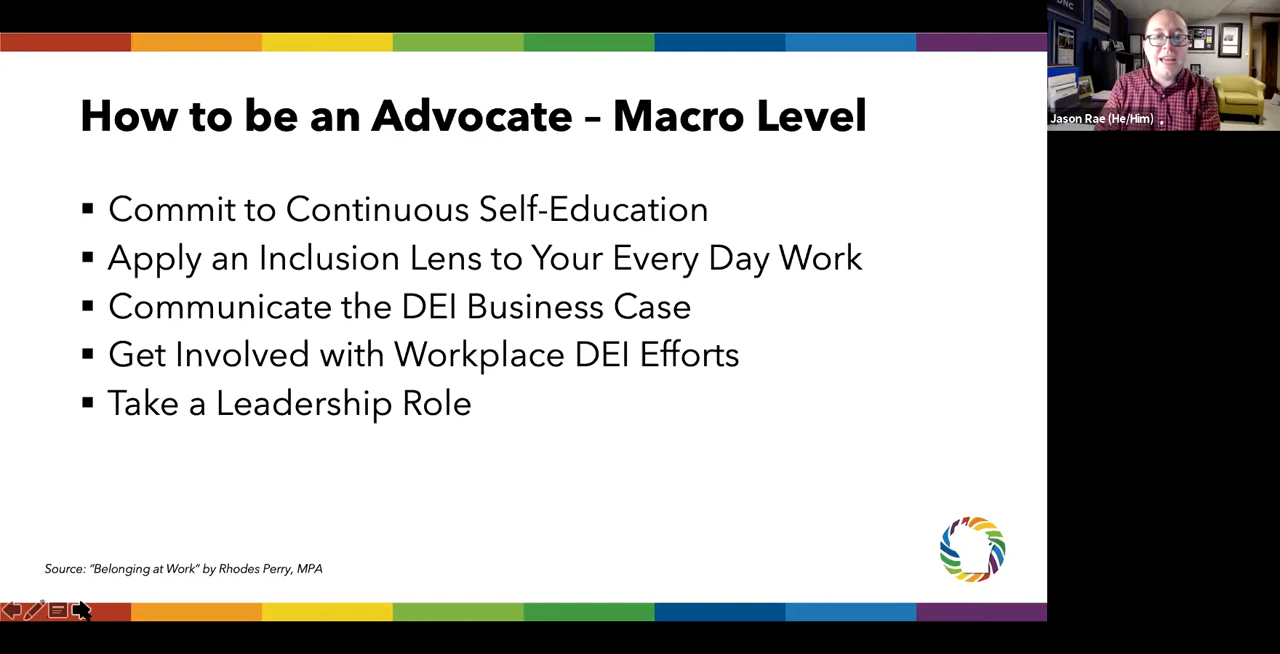 How to be an Advocate – Macro Level
▪ Commit to Continuous Self-Education
▪ Apply an Inclusion Lens to Your Every Day Work
▪ Communicate the DEI Business Case
▪ Get Involved with Workplace DEI Efforts
▪ Take a Leadership Role
Source: “Belonging at Work” by Rhodes Perry, MPA
Jason Rae (He/Him)